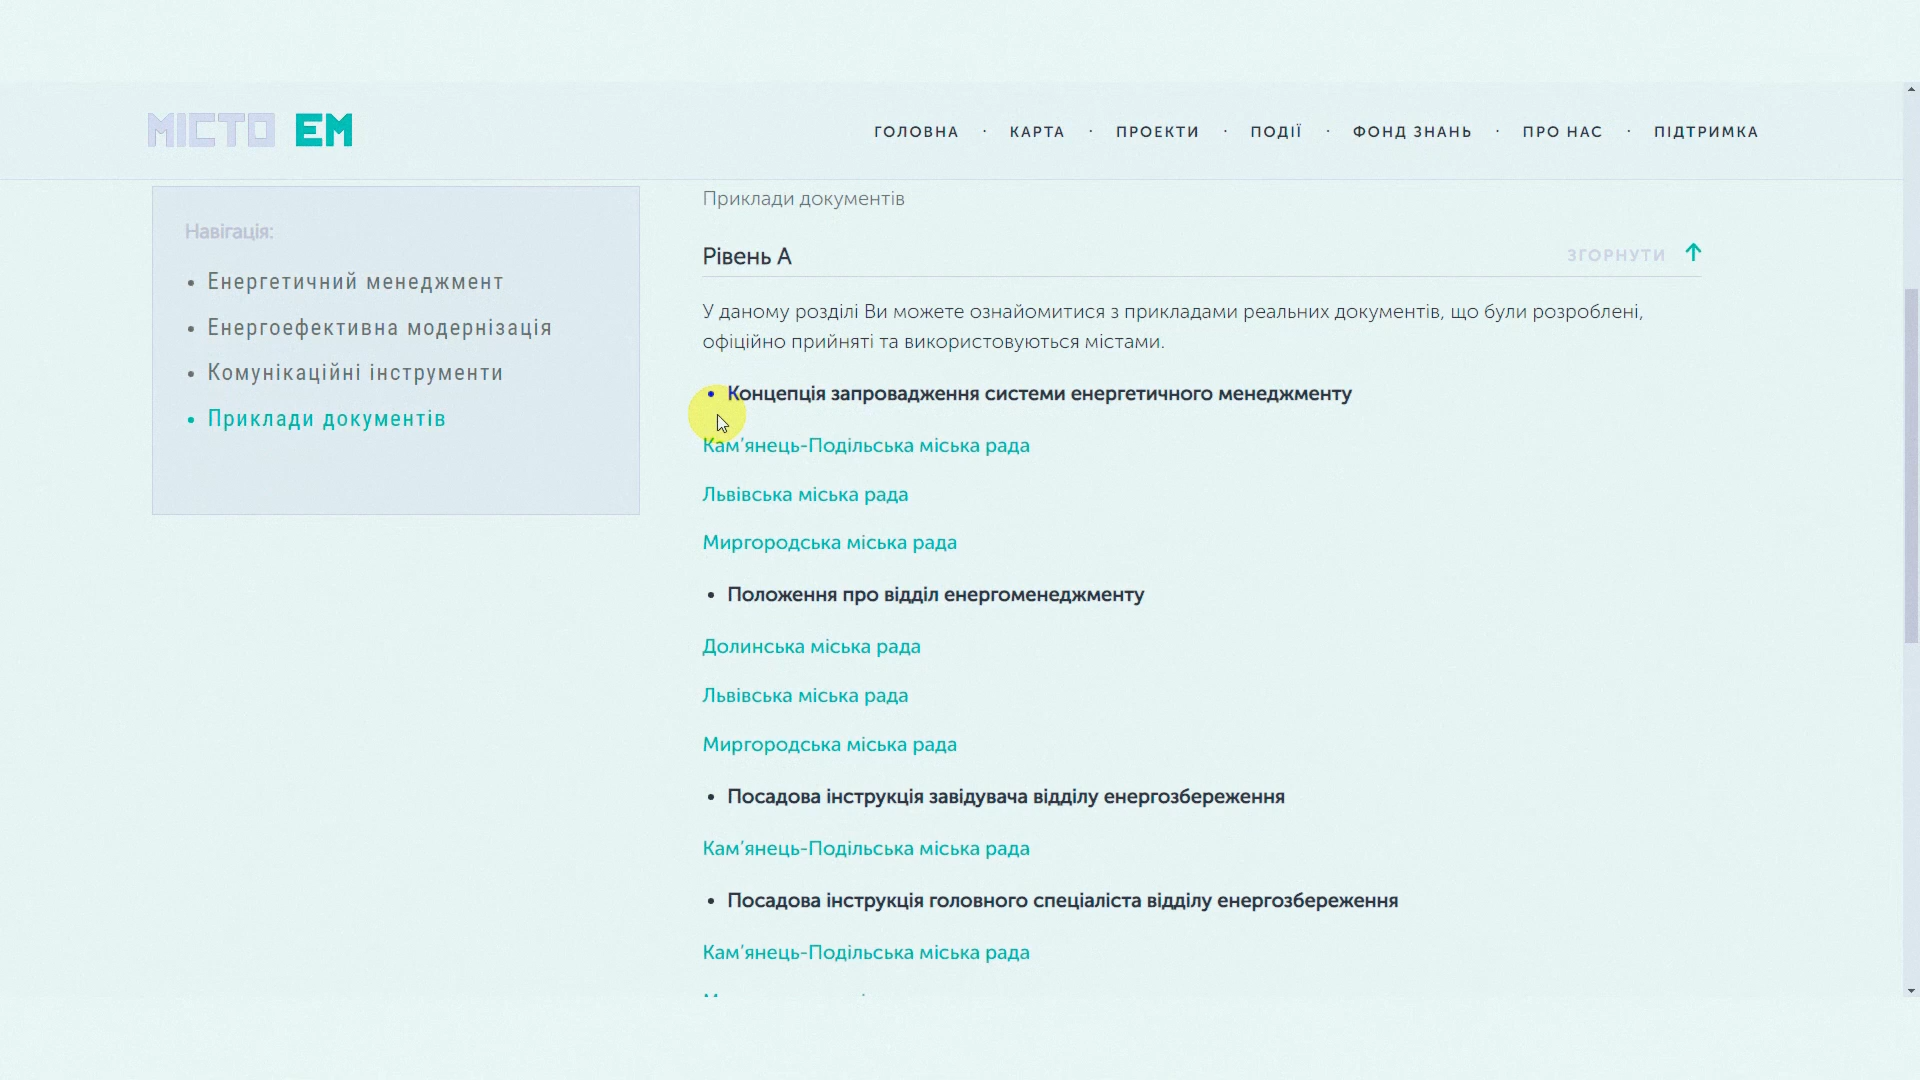 МІСТО ЕМ
ГОЛОВНА · КАРТА · ПРОЕКТИ · ПОДІЇ · ФОНД ЗНАНЬ · ПРО НАС · ПІДТРИМКА
Навігація:
• Енергетичний менеджмент
• Енергоефективна модернізація
• Комунікаційні інструменти
• Приклади документів
Приклади документів
Рівень А
ЗГОРНУТИ
У даному розділі Ви можете ознайомитися з прикладами реальних документів, що були розроблені,
офіційно прийняті та використовуються містами.
• Концепція запровадження системи енергетичного менеджменту
Кам'янець-Подільська міська рада
Львівська міська рада
Миргородська міська рада
• Положення про відділ енергоменеджменту
Долинська міська рада
Львівська міська рада
Миргородська міська рада
• Посадова інструкція завідувача відділу енергозбереження
Кам'янець-Подільська міська рада
• Посадова інструкція головного спеціаліста відділу енергозбереження
Кам'янець-Подільська міська рада